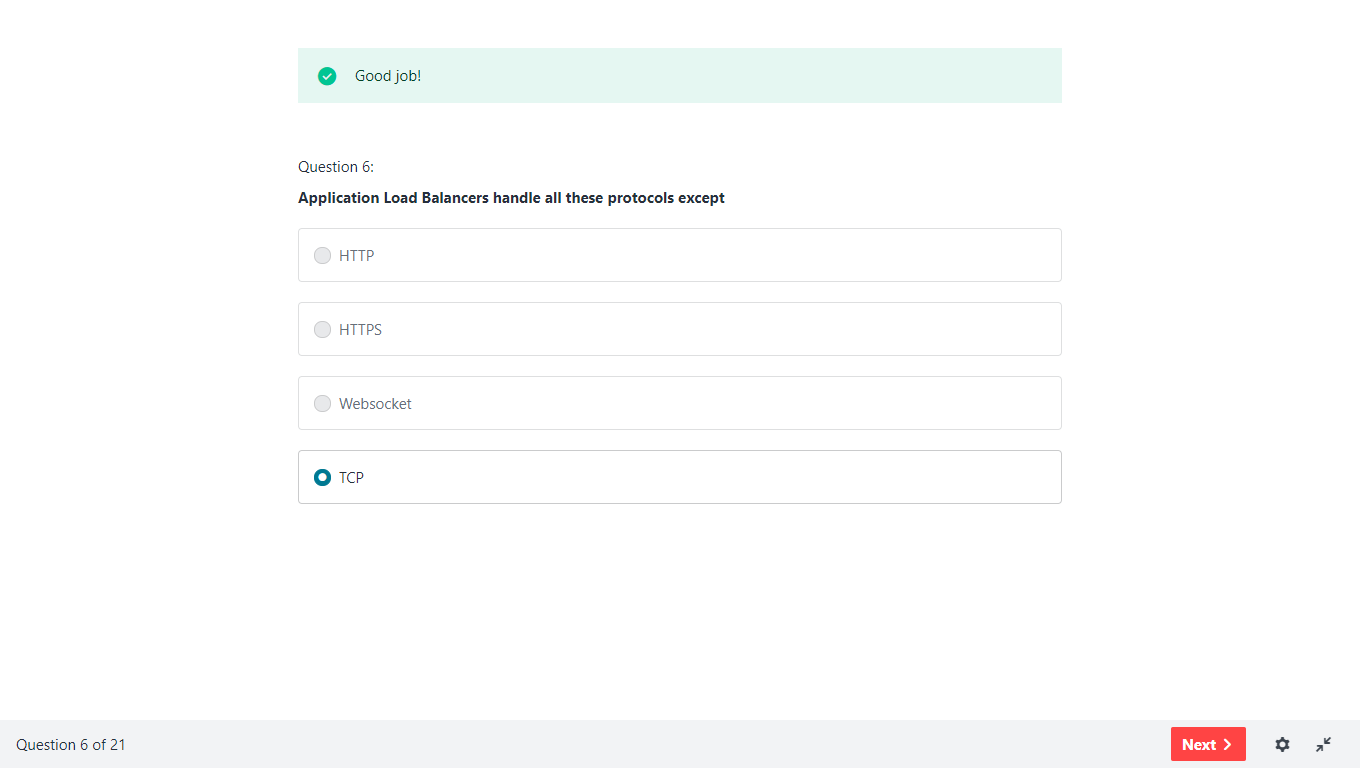 Good job!
Question 6:
Application Load Balancers handle all these protocols except
HTTP
HTTPS
Websocket
TCP
Question 6 of 21
Next